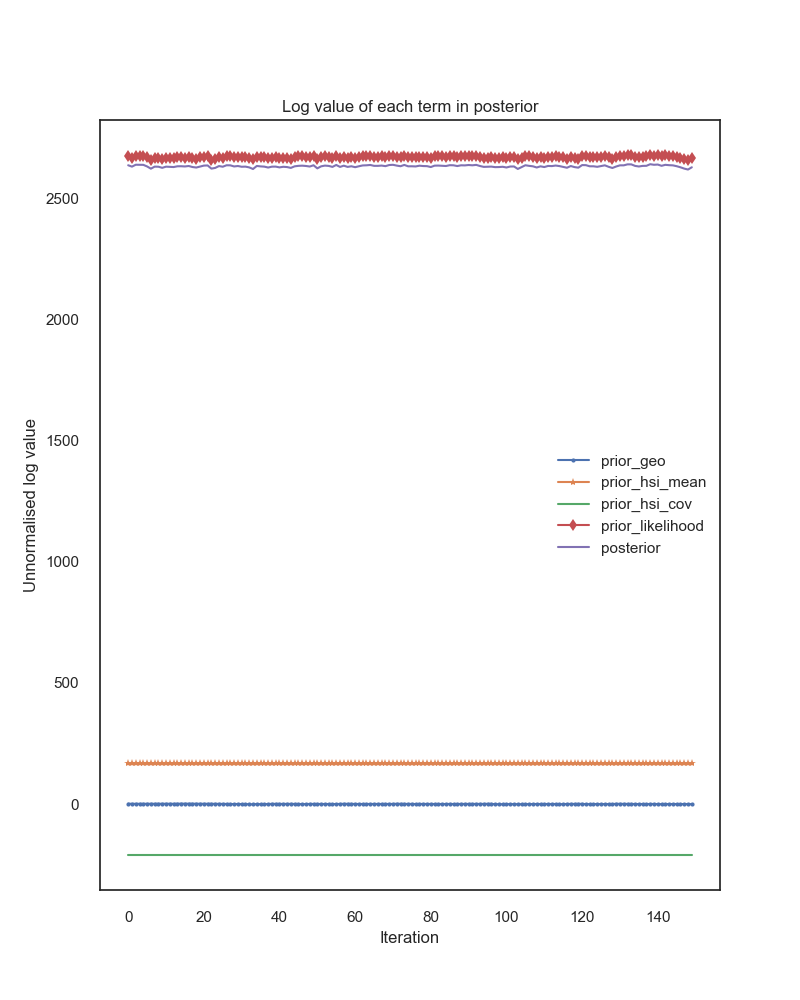 Log value of each term in posterior
Unnormalised log value
2500
2000
1500
1000
500
0
prior_geo
prior_hsi_mean
prior_hsi_cov
prior_likelihood
posterior
0 20 40 60 80 100 120 140
Iteration